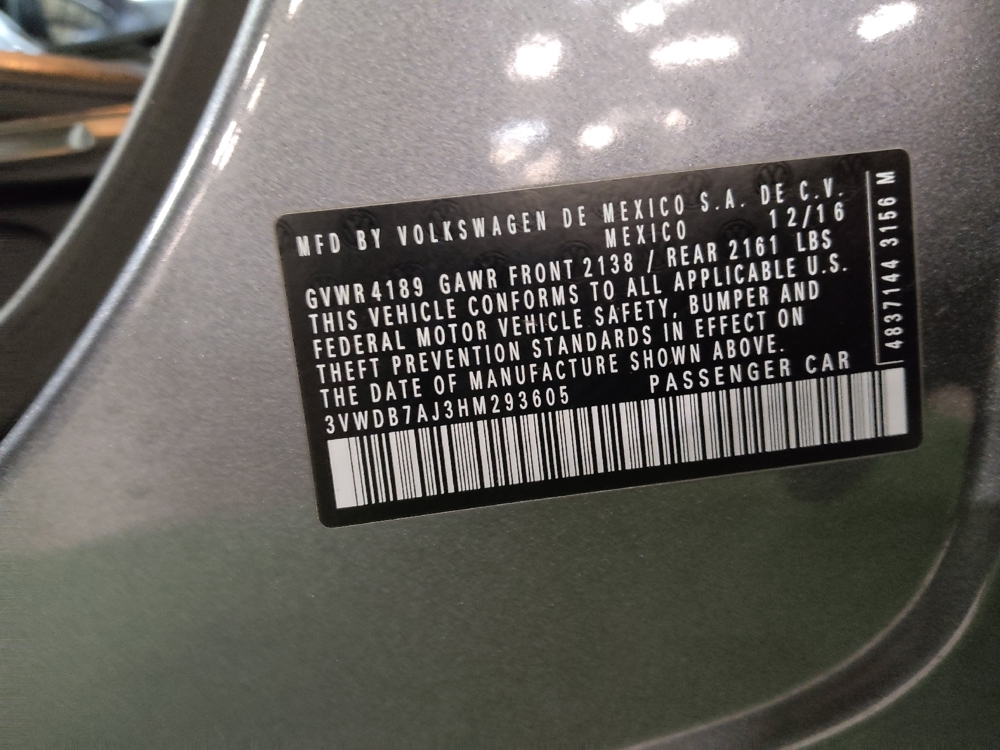 MFD BY VOLKSWAGEN DE MEXICO S.A. DE C.V.
MEXICO 12/16
GVWR 4189 GAWR FRONT 2138 / REAR 2161 LBS
THIS VEHICLE CONFORMS TO ALL APPLICABLE U.S.
FEDERAL MOTOR VEHICLE SAFETY, BUMPER AND
THEFT PREVENTION STANDARDS IN EFFECT ON
THE DATE OF MANUFACTURE SHOWN ABOVE.
3VWDB7AJ3HM293605 PASSENGER CAR
4837144 3156 M